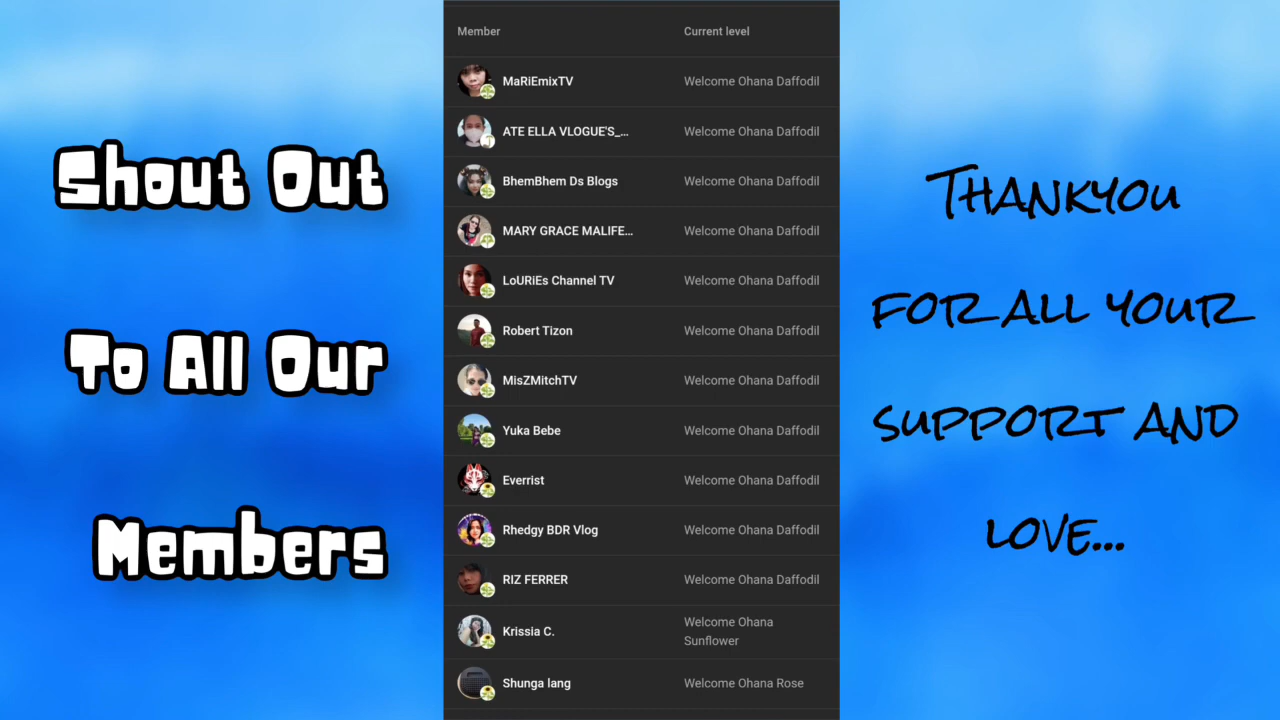 Shout Out
To All Our
Members
Member Current level
MaRiEmixTV Welcome Ohana Daffodil
ATE ELLA VLOGUE'S_... Welcome Ohana Daffodil
BhemBhem Ds Blogs Welcome Ohana Daffodil
MARY GRACE MALIFE... Welcome Ohana Daffodil
LoURiEs Channel TV Welcome Ohana Daffodil
Robert Tizon Welcome Ohana Daffodil
MisZMitchTV Welcome Ohana Daffodil
Yuka Bebe Welcome Ohana Daffodil
Everrist Welcome Ohana Daffodil
Rhedgy BDR Vlog Welcome Ohana Daffodil
RIZ FERRER Welcome Ohana Daffodil
Krissia C. Welcome Ohana
Sunflower
Shunga lang Welcome Ohana Rose
Thankyou
for all your
support and
love...